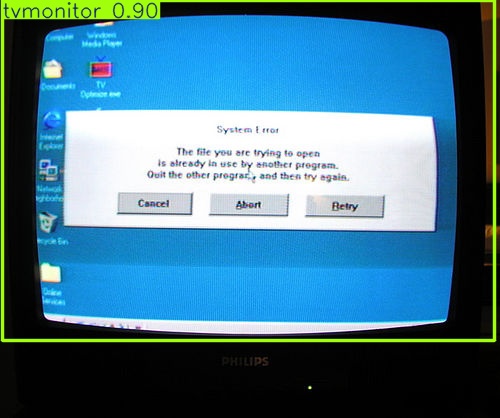 tvmonitor 0.90
Computer
Windows
Media Player
Documents
TV
Optimize.exe
Internet
Explorer
Network
Recycle Bin
Online
Services
System Error
The file you are trying to open
is already in use by another program.
Quit the other program, and then try again.
Cancel
Abort
Retry
PHILIPS